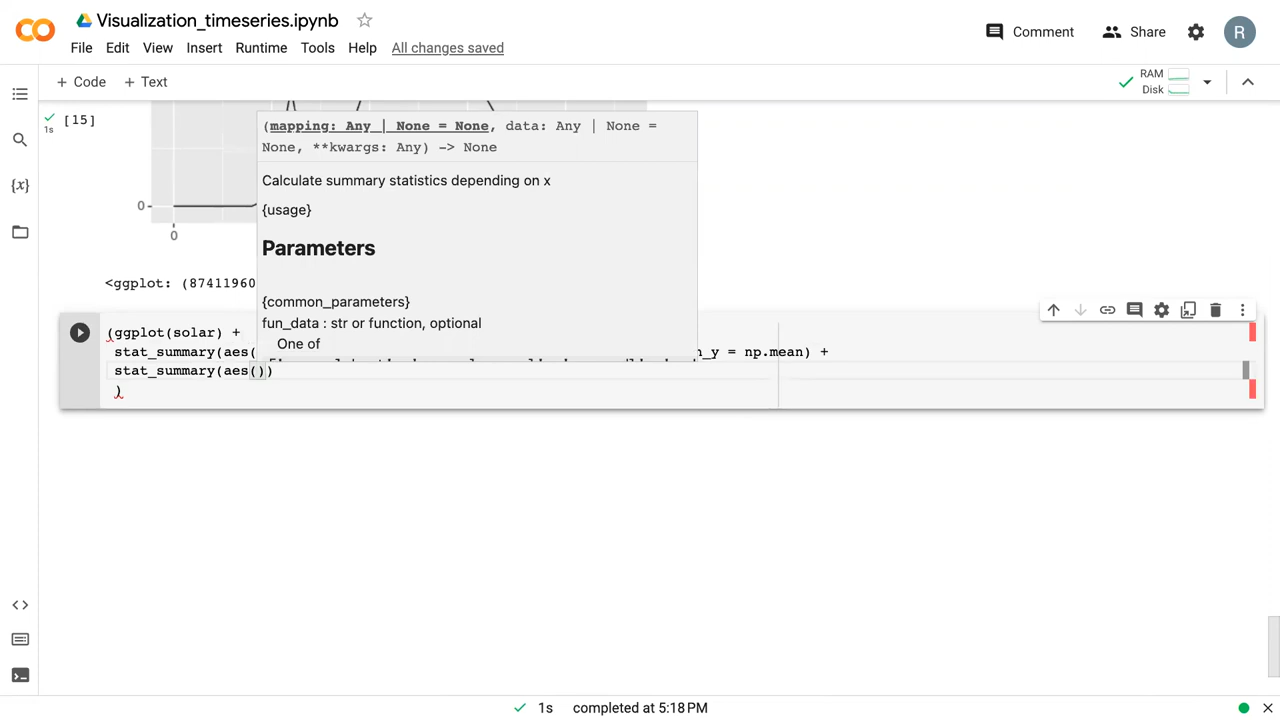 Visualization_timeseries.ipynb
File Edit View Insert Runtime Tools Help All changes saved
Comment Share R
+ Code + Text
RAM
Disk
[15]
1s
(mapping: Any | None = None, data: Any | None =
None, **kwargs: Any) -> None
Calculate summary statistics depending on x
{usage}
Parameters
{common_parameters}
fun_data : str or function, optional
One of
0
0
<ggplot: (87411960
(ggplot(solar) +
stat_summary(aes( n_y = np.mean) +
stat_summary(aes())
)
{x}
1s completed at 5:18 PM